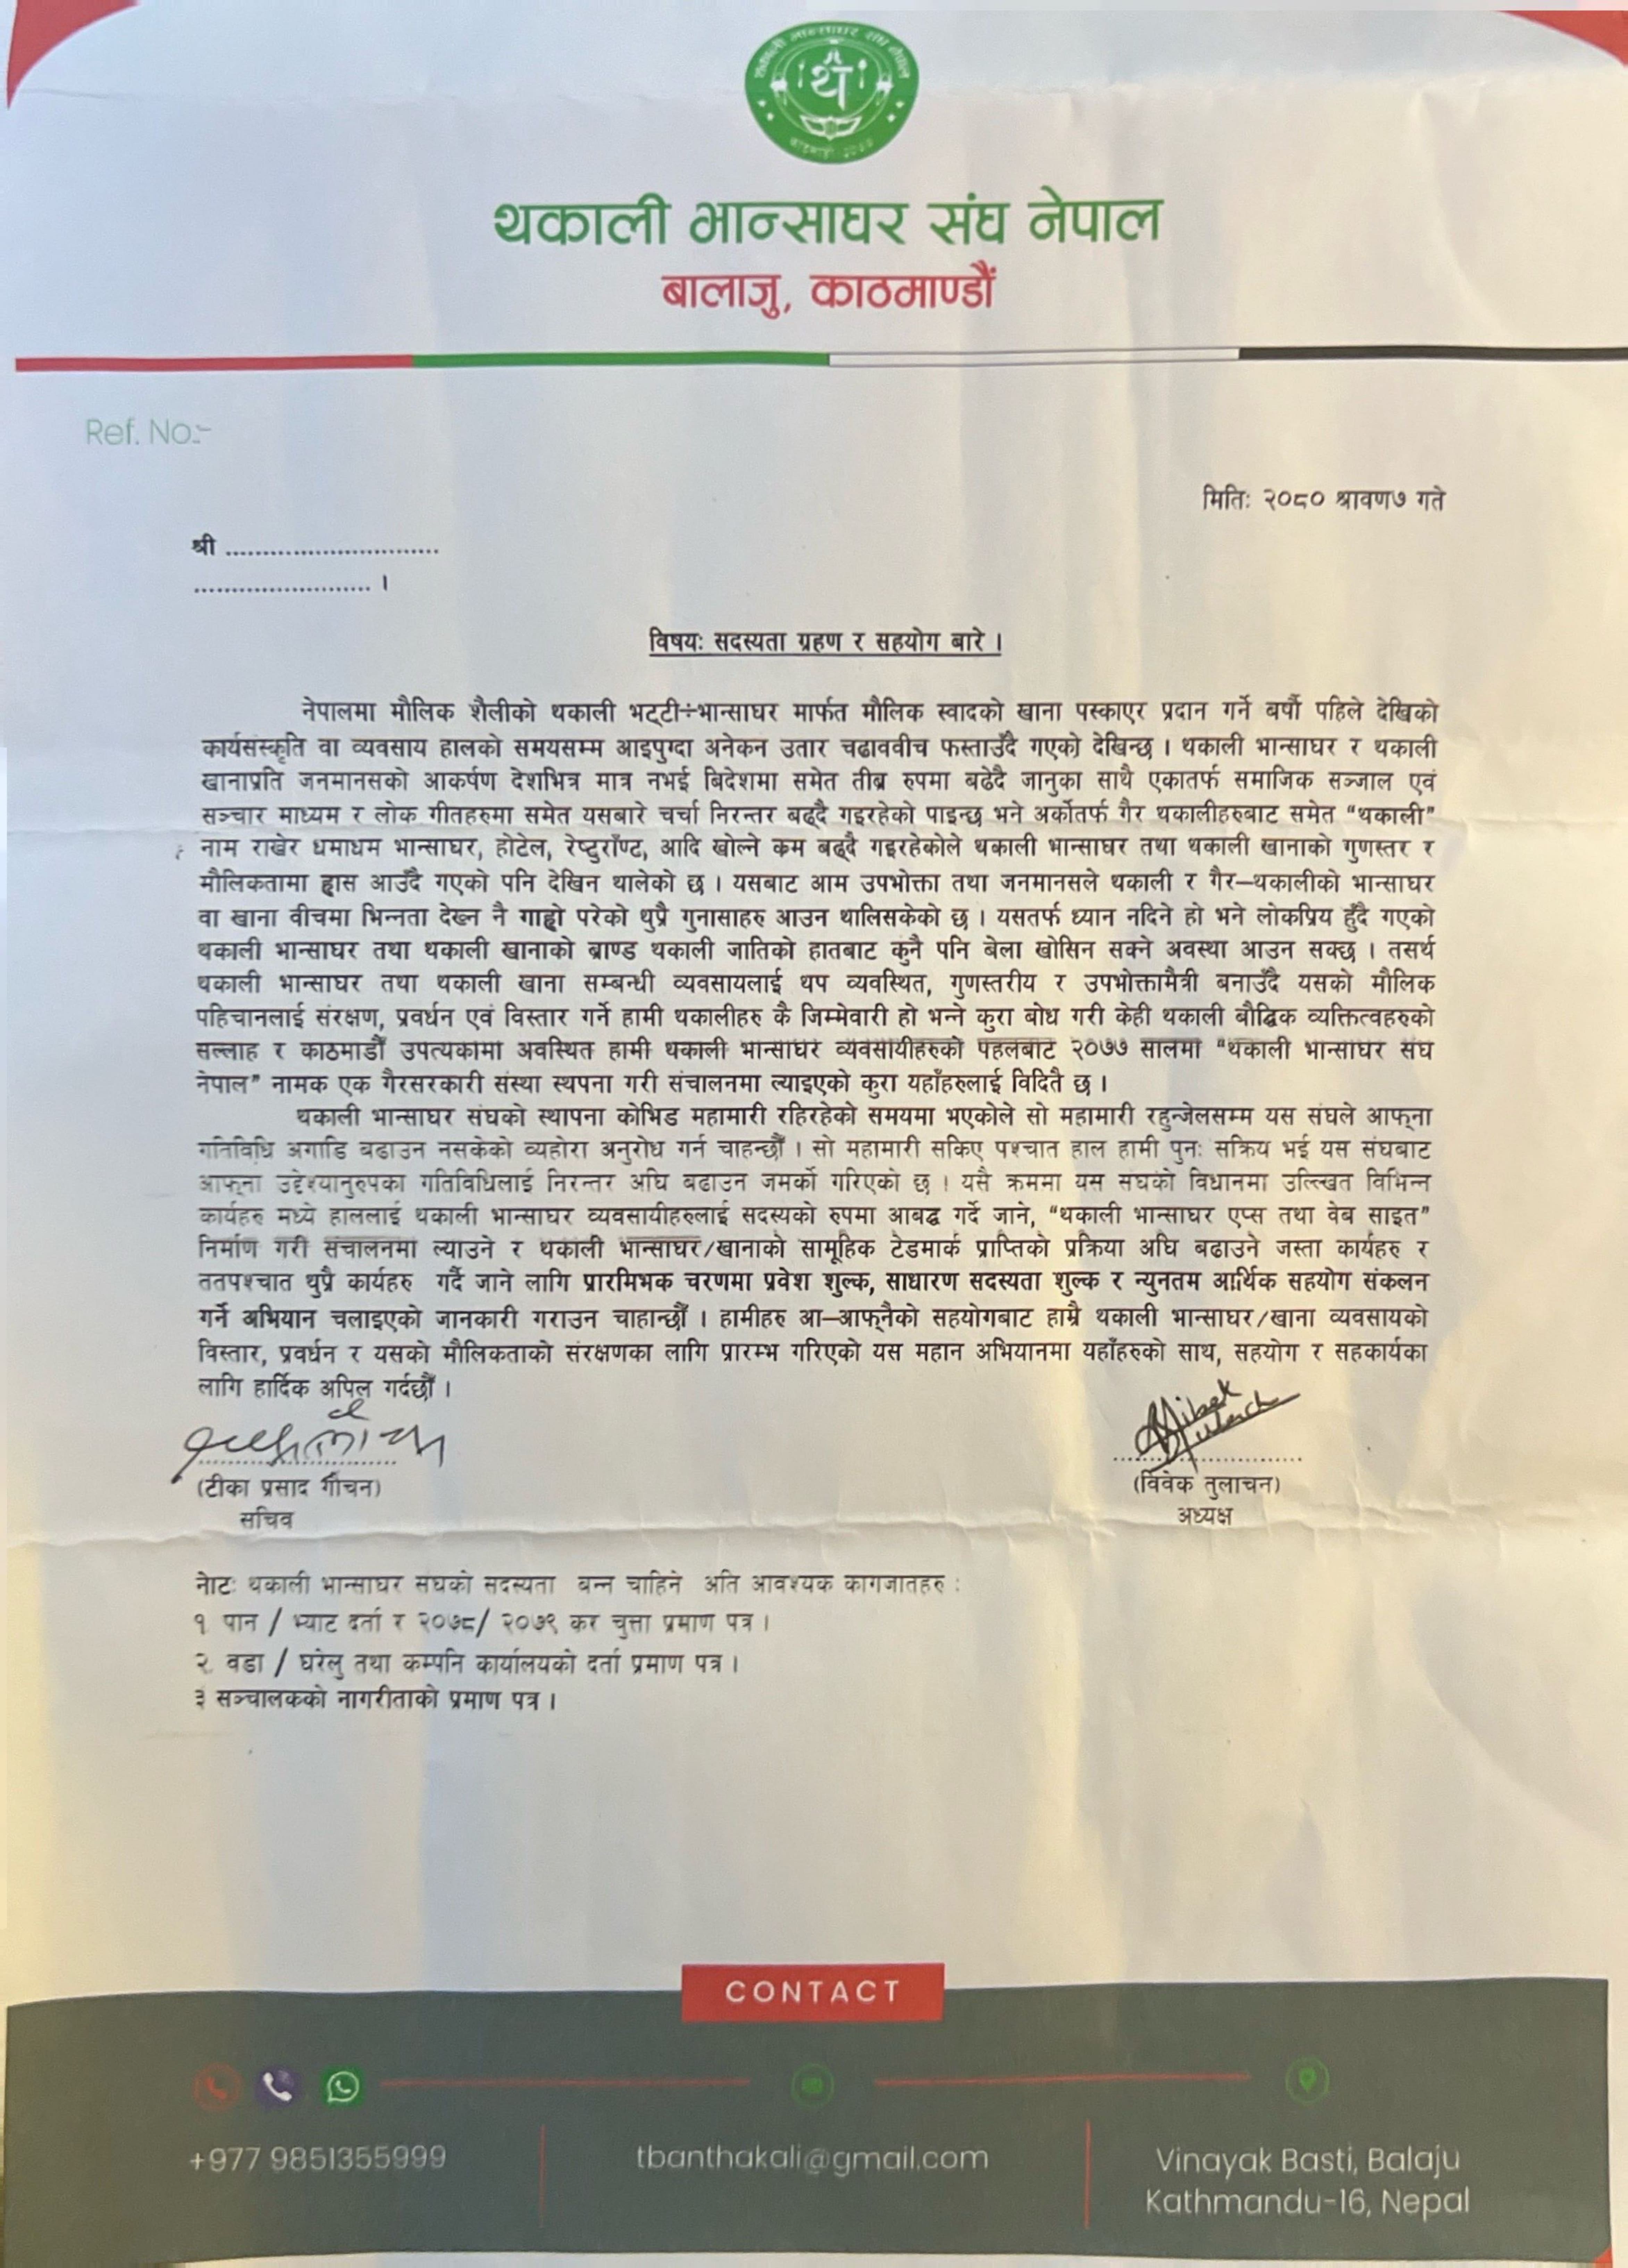 थकाली भान्साघर संघ नेपाल
थ
काठमाडौं २०७७
थकाली भान्साघर संघ नेपाल
बालाजु, काठमाण्डौं
Ref. No:-
मितिः २०८० श्रावण७ गते
श्री .............................
........................ ।
विषयः सदस्यता ग्रहण र सहयोग बारे ।
नेपालमा मौलिक शैलीको थकाली भट्टी÷भान्साघर मार्फत मौलिक स्वादको खाना पस्काएर प्रदान गर्ने बर्षौ पहिले देखिको
कार्यसंस्कृति वा व्यवसाय हालको समयसम्म आइपुग्दा अनेकन उतार चढाववीच फस्ताउँदै गएको देखिन्छ । थकाली भान्साघर र थकाली
खानाप्रति जनमानसको आकर्षण देशभित्र मात्र नभई बिदेशमा समेत तीब्र रुपमा बढेदै जानुका साथै एकातर्फ समाजिक सञ्जाल एवं
सञ्चार माध्यम र लोक गीतहरुमा समेत यसबारे चर्चा निरन्तर बढ्दै गइरहेको पाइन्छ भने अर्कोतर्फ गैर थकालीहरुबाट समेत “थकाली”
नाम राखेर धमाधम भान्साघर, होटेल, रेष्टुराँण्ट, आदि खोल्ने कम बढ्दै गइरहेकोले थकाली भान्साघर तथा थकाली खानाको गुणस्तर र
मौलिकतामा ह्रास आउँदै गएको पनि देखिन थालेको छ । यसबाट आम उपभोक्ता तथा जनमानसले थकाली र गैर–थकालीको भान्साघर
वा खाना वीचमा भिन्नता देख्न नै गाह्रो परेको थुप्रै गुनासाहरु आउन थालिसकेको छ । यसतर्फ ध्यान नदिने हो भने लोकप्रिय हुँदै गएको
थकाली भान्साघर तथा थकाली खानाको ब्राण्ड थकाली जातिको हातबाट कुनै पनि बेला खोसिन सक्ने अवस्था आउन सक्छ । तसर्थ
थकाली भान्साघर तथा थकाली खाना सम्बन्धी व्यवसायलाई थप व्यवस्थित, गुणस्तरीय र उपभोक्तामैत्री बनाउँदै यसको मौलिक
पहिचानलाई संरक्षण, प्रवर्धन एवं विस्तार गर्ने हामी थकालीहरु कै जिम्मेवारी हो भन्ने कुरा बोध गरी केही थकाली बौद्धिक व्यक्तित्वहरुको
सल्लाह र काठमाडौं उपत्यकामा अवस्थित हामी थकाली भान्साघर व्यवसायीहरुको पहलबाट २०७७ सालमा “थकाली भान्साघर संघ
नेपाल” नामक एक गैरसरकारी संस्था स्थपना गरी संचालनमा ल्याइएको कुरा यहाँहरुलाई विदितै छ ।
थकाली भान्साघर संघको स्थापना कोभिड महामारी रहिरहेको समयमा भएकोले सो महामारी रहुन्जेलसम्म यस संघले आफ्ना
गतिविधि अगाडि बढाउन नसकेको व्यहोरा अनुरोध गर्न चाहन्छौं । सो महामारी सकिए पश्चात हाल हामी पुनः सक्रिय भई यस संघबाट
आफ्ना उद्देश्यानुरुपका गतिविधिलाई निरन्तर अघि बढाउन जमर्को गरिएको छ । यसै क्रममा यस संघको विधानमा उल्लिखत विभिन्न
कार्यहरु मध्ये हाललाई थकाली भान्साघर व्यवसायीहरुलाई सदस्यको रुपमा आबद्ध गर्दे जाने, “थकाली भान्साघर एप्स तथा वेब साइत”
निर्माण गरी संचालनमा ल्याउने र थकाली भान्साघर/खानाको सामूहिक टेडमार्क प्राप्तिको प्रक्रिया अघि बढाउने जस्ता कार्यहरु र
ततपश्चात थुप्रै कार्यहरु गर्दै जाने लागि प्रारमिभक चरणमा प्रवेश शुल्क, साधारण सदस्यता शुल्क र न्युनतम आर्थिक सहयोग संकलन
गर्ने अभियान चलाइएको जानकारी गराउन चाहान्छौं । हामीहरु आ–आफ्नैको सहयोगबाट हाम्रै थकाली भान्साघर/खाना व्यवसायको
विस्तार, प्रवर्धन र यसको मौलिकताको संरक्षणका लागि प्रारम्भ गरिएको यस महान अभियानमा यहाँहरुको साथ, सहयोग र सहकार्यका
लागि हार्दिक अपिल गर्दछौं ।
(टीका प्रसाद गौचन)
सचिव
Vibek
Tulachan
(विवेक तुलाचन)
अध्यक्ष
नोटः थकाली भान्साघर संघको सदस्यता बन्न चाहिने अति आवश्यक कागजातहरु :
१ पान / भ्याट दर्ता र २०७८/ २०७९ कर चुत्ता प्रमाण पत्र ।
२ वडा / घरेलु तथा कम्पनि कार्यालयको दर्ता प्रमाण पत्र ।
३ सञ्चालकको नागरीताको प्रमाण पत्र ।
CONTACT
+977 9851355999
tbanthakali@gmail.com
Vinayak Basti, Balaju
Kathmandu-16, Nepal